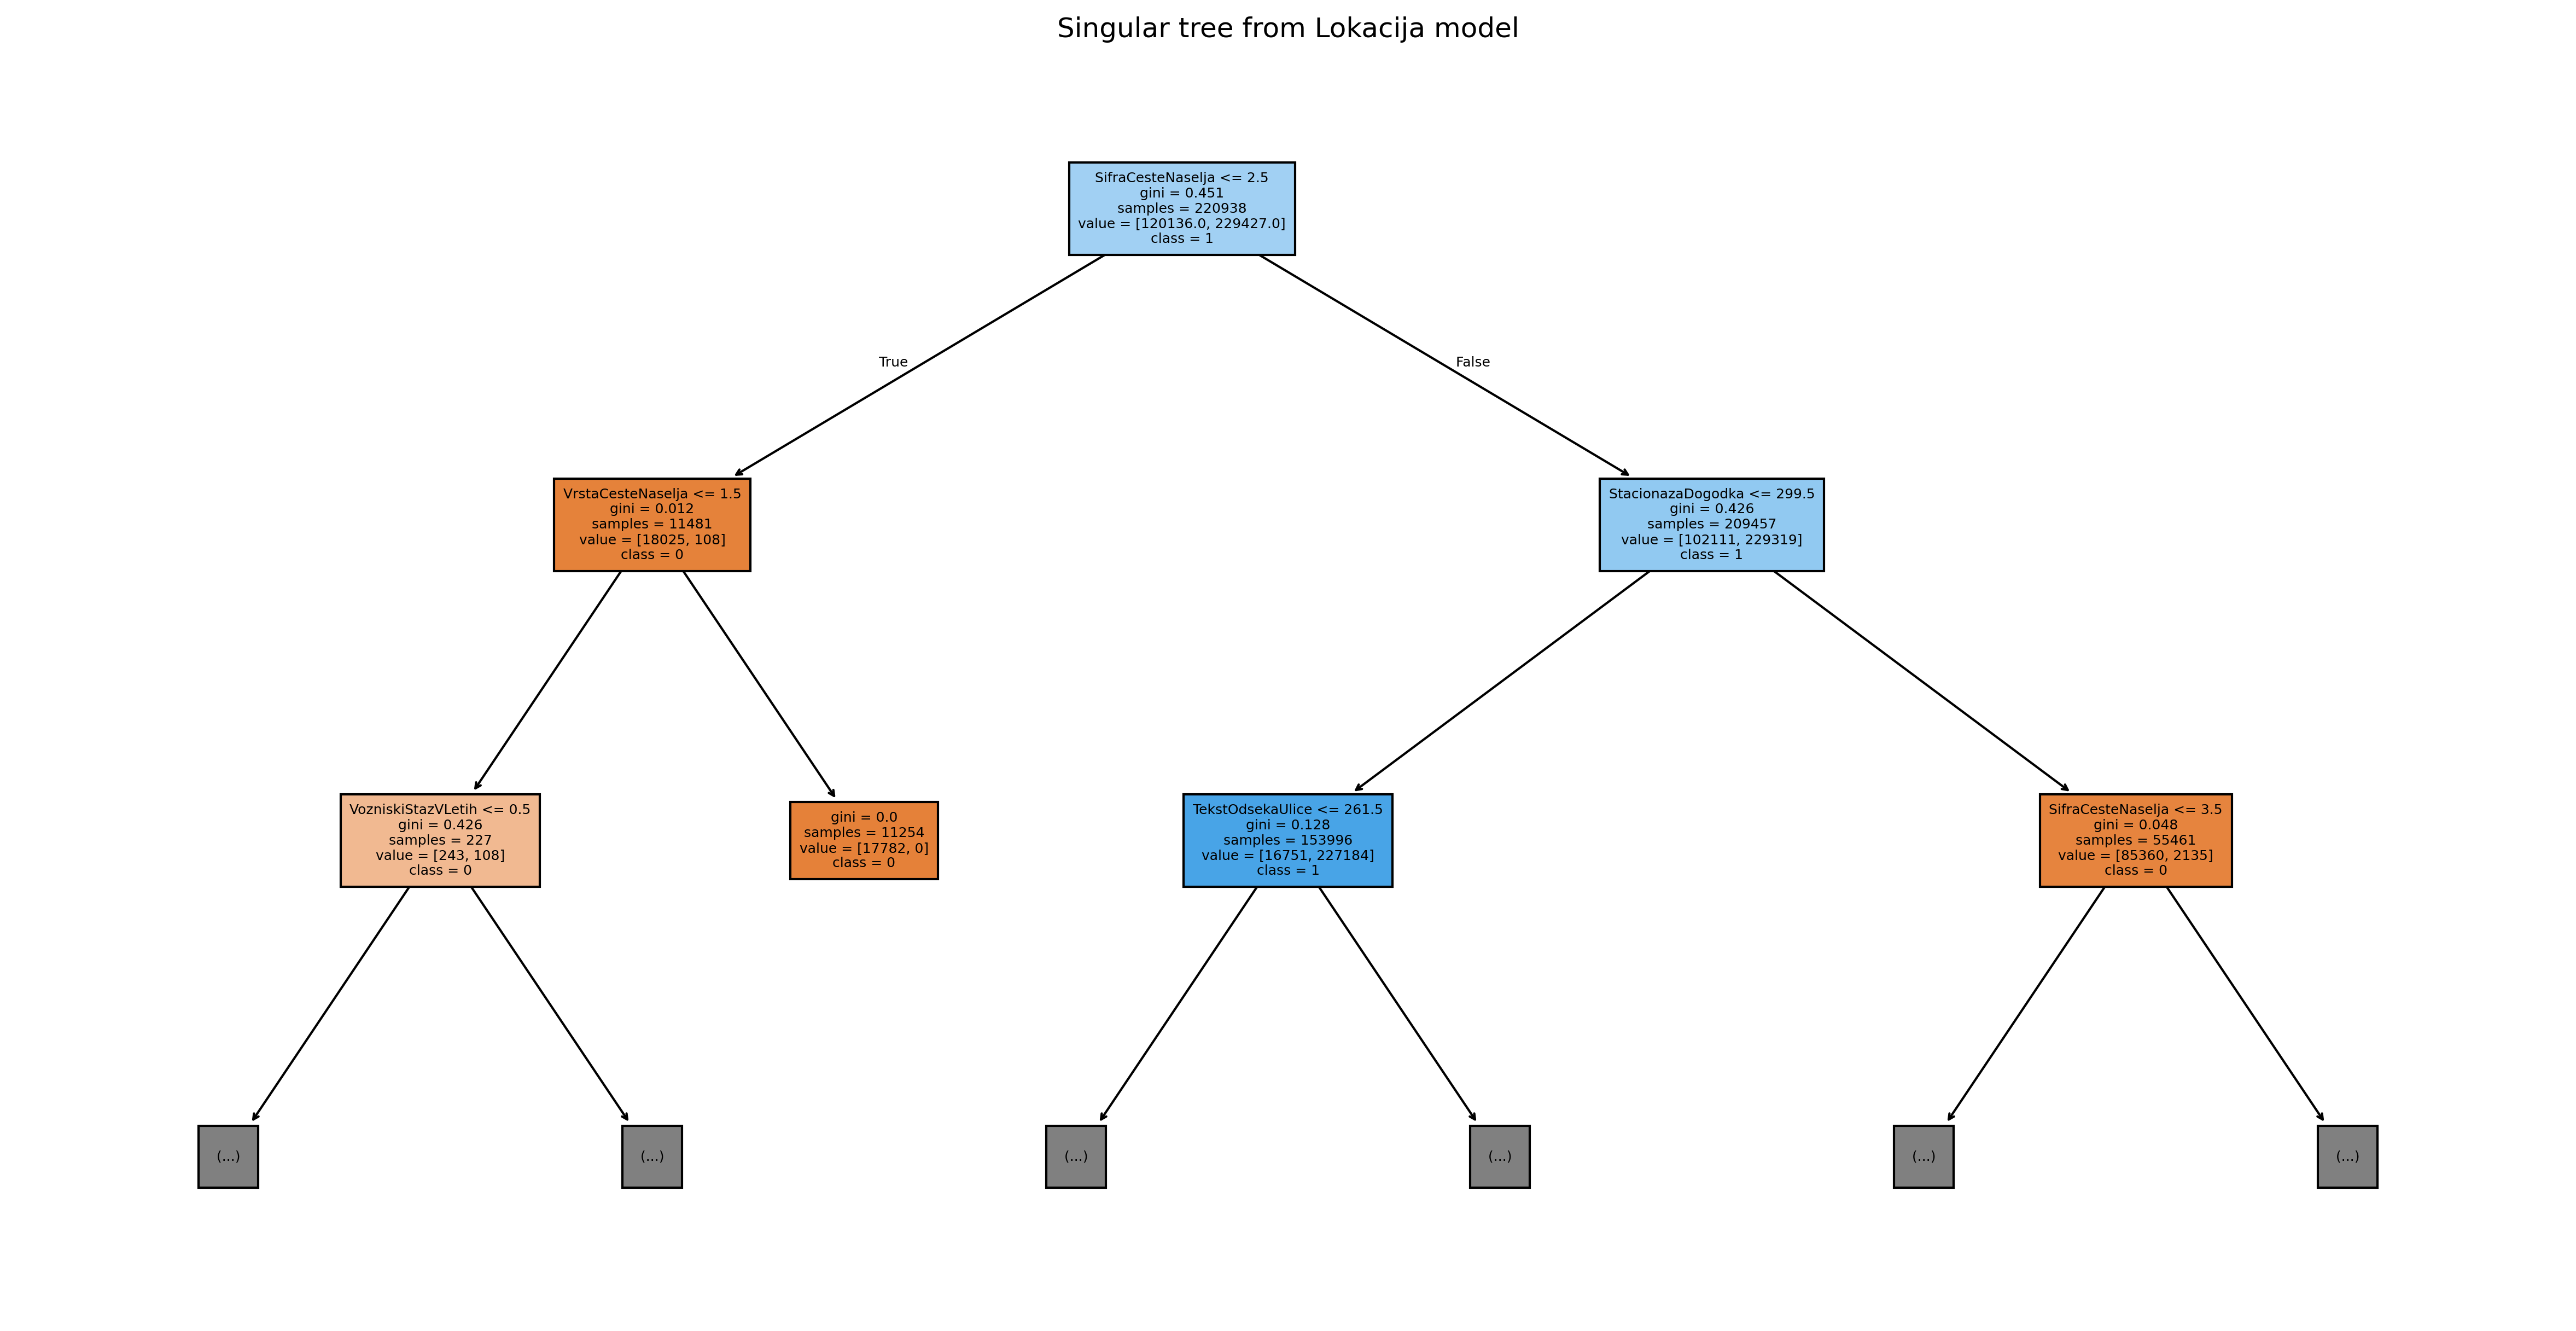 Singular tree from Lokacija model
SifraCesteNaselja <= 2.5
gini = 0.451
samples = 220938
value = [120136.0, 229427.0]
class = 1
True
False
VrstaCesteNaselja <= 1.5
gini = 0.012
samples = 11481
value = [18025, 108]
class = 0
StacionazaDogodka <= 299.5
gini = 0.426
samples = 209457
value = [102111, 229319]
class = 1
VozniskiStazVLetih <= 0.5
gini = 0.426
samples = 227
value = [243, 108]
class = 0
gini = 0.0
samples = 11254
value = [17782, 0]
class = 0
TekstOdsekaUlice <= 261.5
gini = 0.128
samples = 153996
value = [16751, 227184]
class = 1
SifraCesteNaselja <= 3.5
gini = 0.048
samples = 55461
value = [85360, 2135]
class = 0
(...)
(...)
(...)
(...)
(...)
(...)